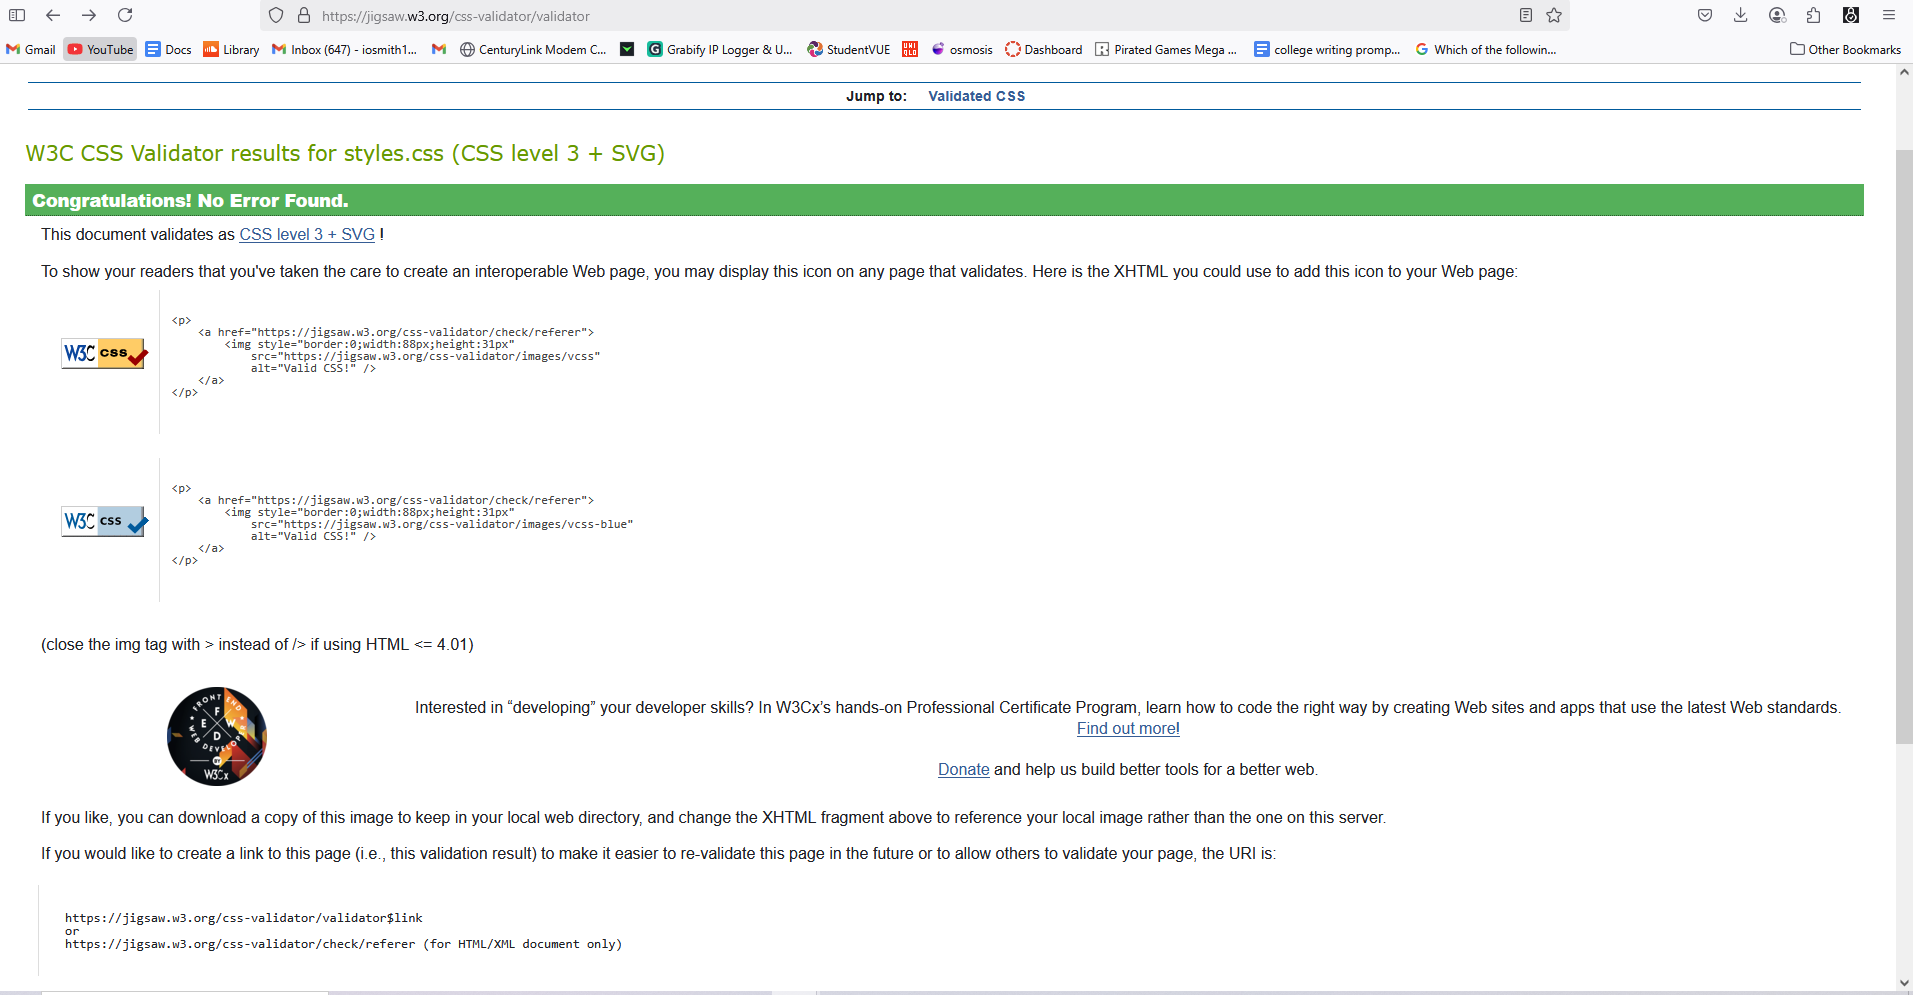 https://jigsaw.w3.org/css-validator/validator
Gmail YouTube Docs Library Inbox (647) - iosmith1... CenturyLink Modem C... Grabify IP Logger & U... StudentVUE UNI QLO osmosis Dashboard Pirated Games Mega ... college writing promp... Which of the followin... Other Bookmarks
Jump to: Validated CSS
W3C CSS Validator results for styles.css (CSS level 3 + SVG)
Congratulations! No Error Found.
This document validates as CSS level 3 + SVG !
To show your readers that you've taken the care to create an interoperable Web page, you may display this icon on any page that validates. Here is the XHTML you could use to add this icon to your Web page:
W3C css
<p>
<a href="https://jigsaw.w3.org/css-validator/check/referer">
<img style="border:0;width:88px;height:31px"
src="https://jigsaw.w3.org/css-validator/images/vcss"
alt="Valid CSS!" />
</a>
</p>
W3C css
<p>
<a href="https://jigsaw.w3.org/css-validator/check/referer">
<img style="border:0;width:88px;height:31px"
src="https://jigsaw.w3.org/css-validator/images/vcss-blue"
alt="Valid CSS!" />
</a>
</p>
(close the img tag with > instead of /> if using HTML <= 4.01)
FRONT END
F
E W
D
WEB DEVELOPER
BY
W3Cx
Interested in “developing” your developer skills? In W3Cx’s hands-on Professional Certificate Program, learn how to code the right way by creating Web sites and apps that use the latest Web standards.
Find out more!
Donate and help us build better tools for a better web.
If you like, you can download a copy of this image to keep in your local web directory, and change the XHTML fragment above to reference your local image rather than the one on this server.
If you would like to create a link to this page (i.e., this validation result) to make it easier to re-validate this page in the future or to allow others to validate your page, the URI is:
https://jigsaw.w3.org/css-validator/validator$link
or
https://jigsaw.w3.org/css-validator/check/referer (for HTML/XML document only)